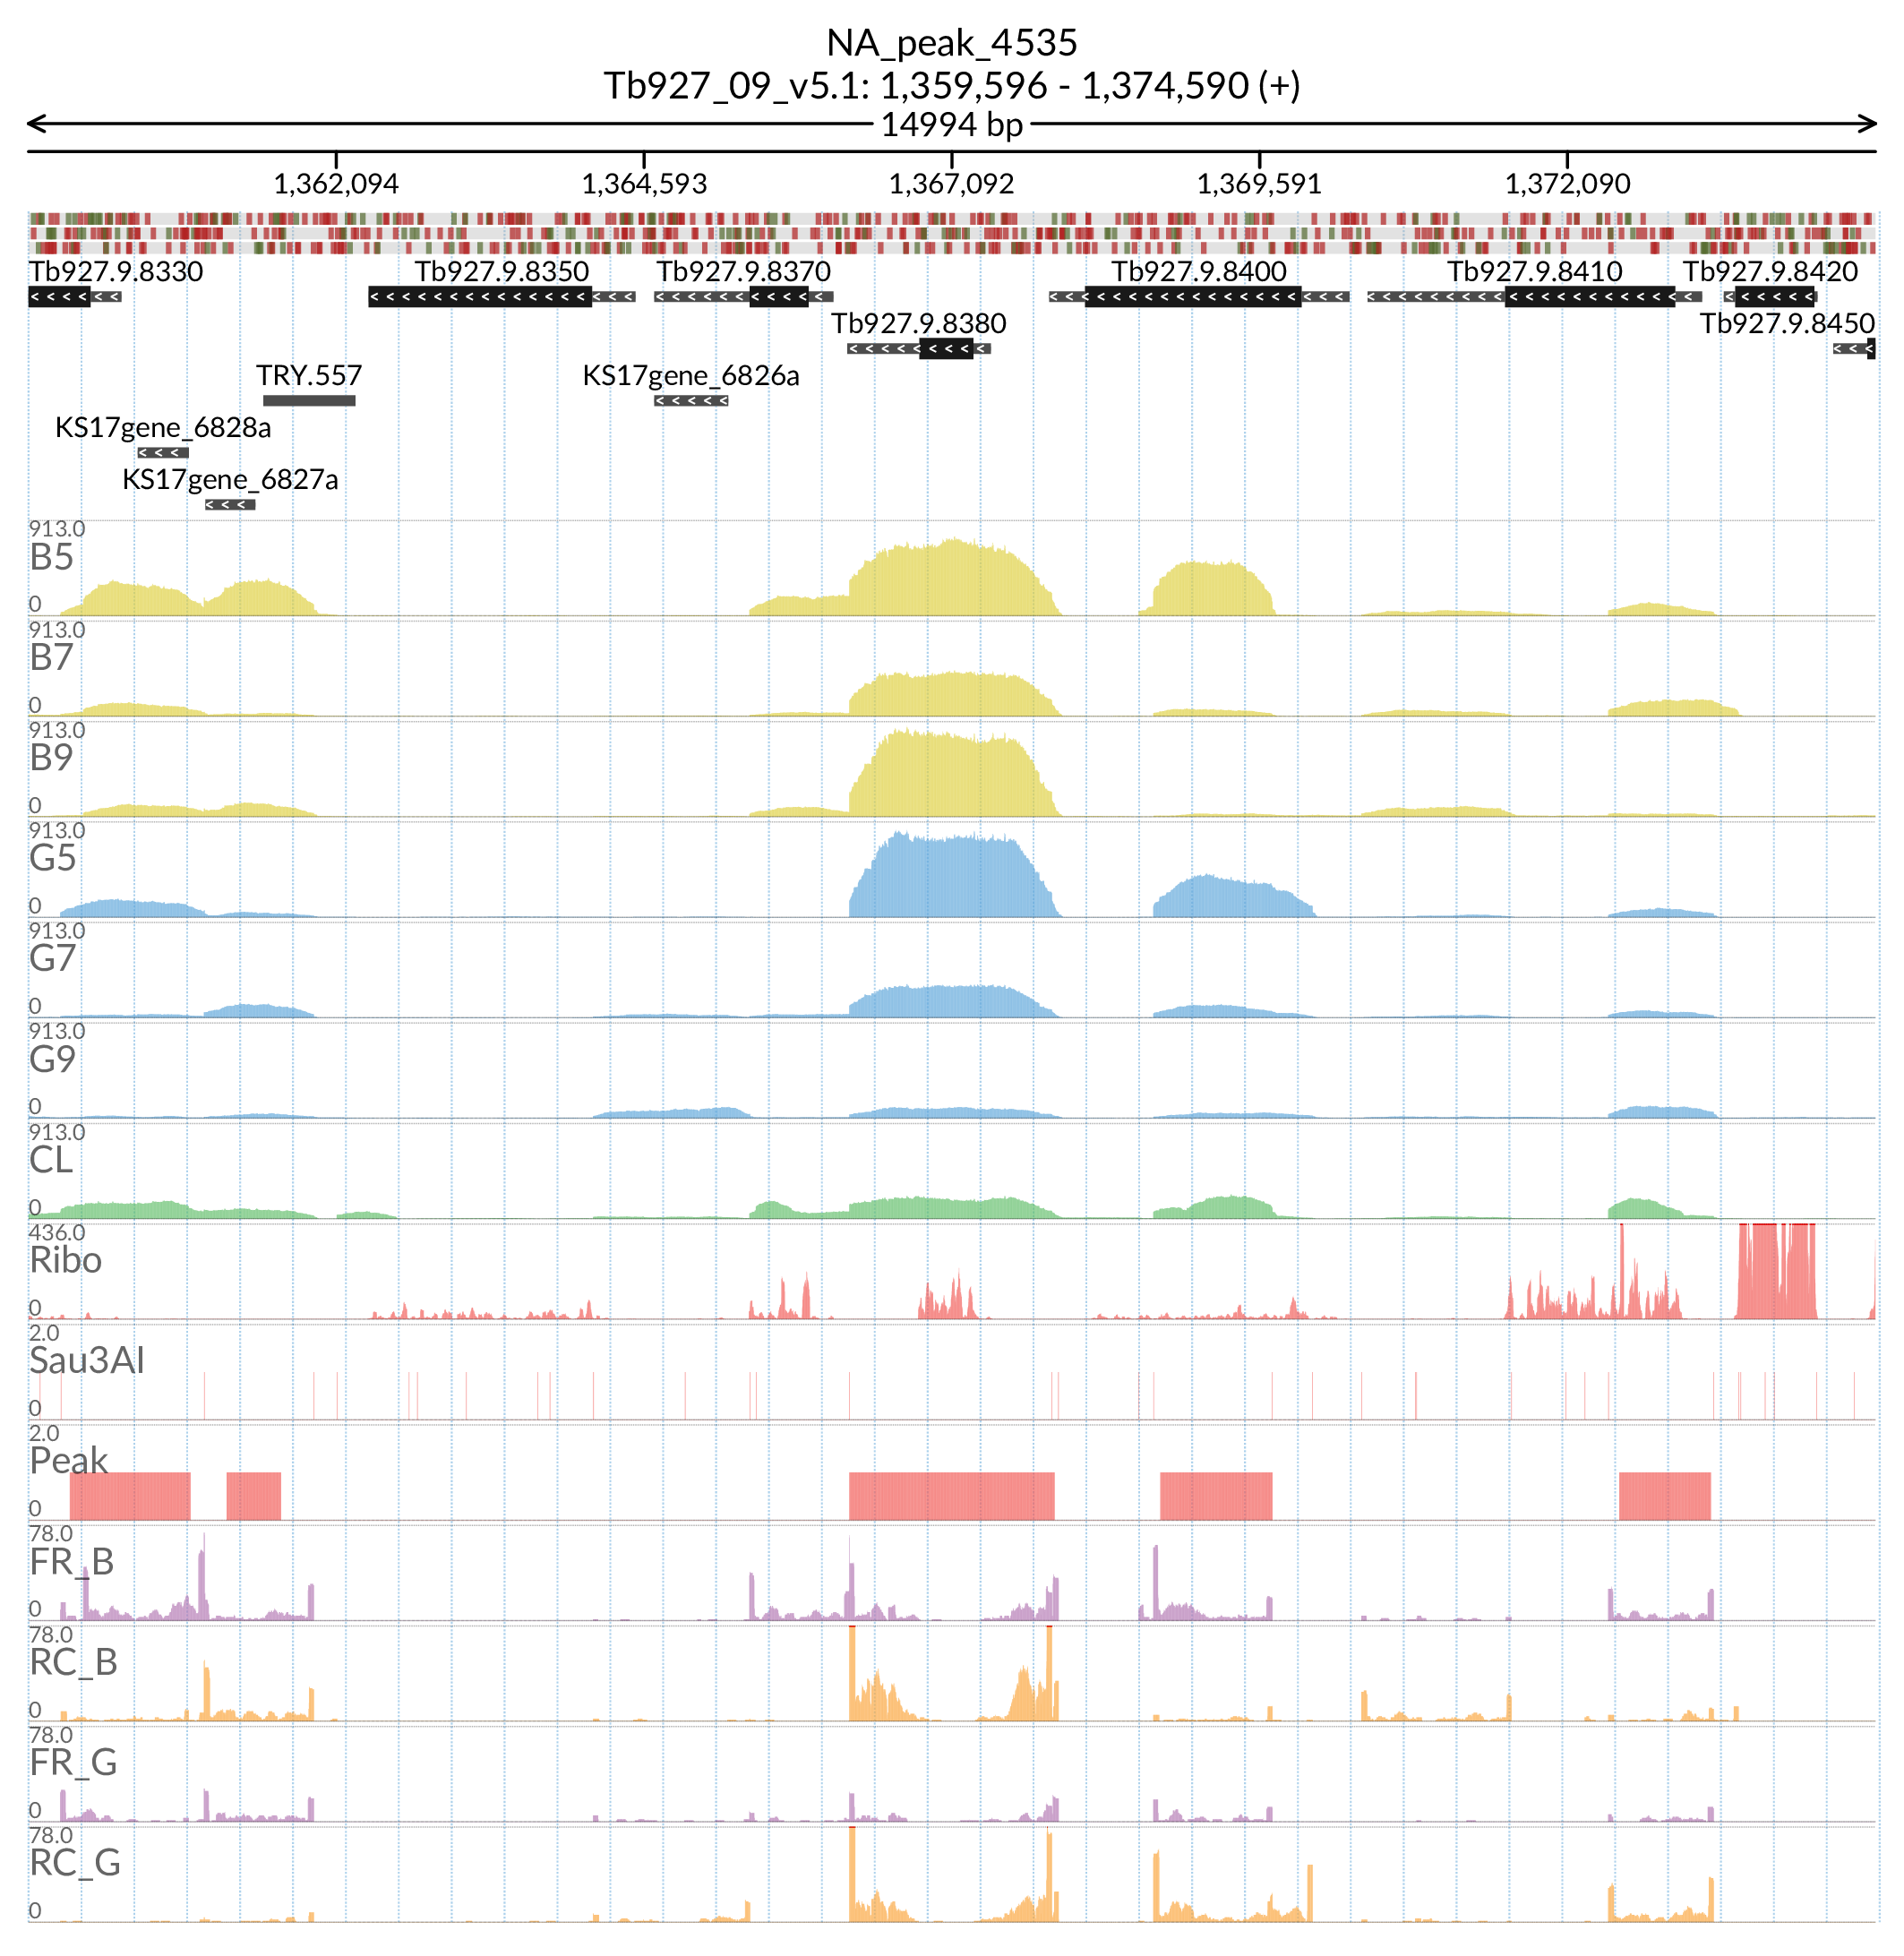 NA_peak_4535
Tb927_09_v5.1: 1,359,596 - 1,374,590 (+)
14994 bp
1,362,094 1,364,593 1,367,092 1,369,591 1,372,090
Tb927.9.8330 Tb927.9.8350 Tb927.9.8370 Tb927.9.8400 Tb927.9.8410 Tb927.9.8420
Tb927.9.8380 Tb927.9.8450
TRY.557 KS17gene_6826a
KS17gene_6828a
KS17gene_6827a
913.0
B5
0
913.0
B7
0
913.0
B9
0
913.0
G5
0
913.0
G7
0
913.0
G9
0
913.0
CL
0
436.0
Ribo
0
2.0
Sau3AI
0
2.0
Peak
0
78.0
FR_B
0
78.0
RC_B
0
78.0
FR_G
0
78.0
RC_G
0